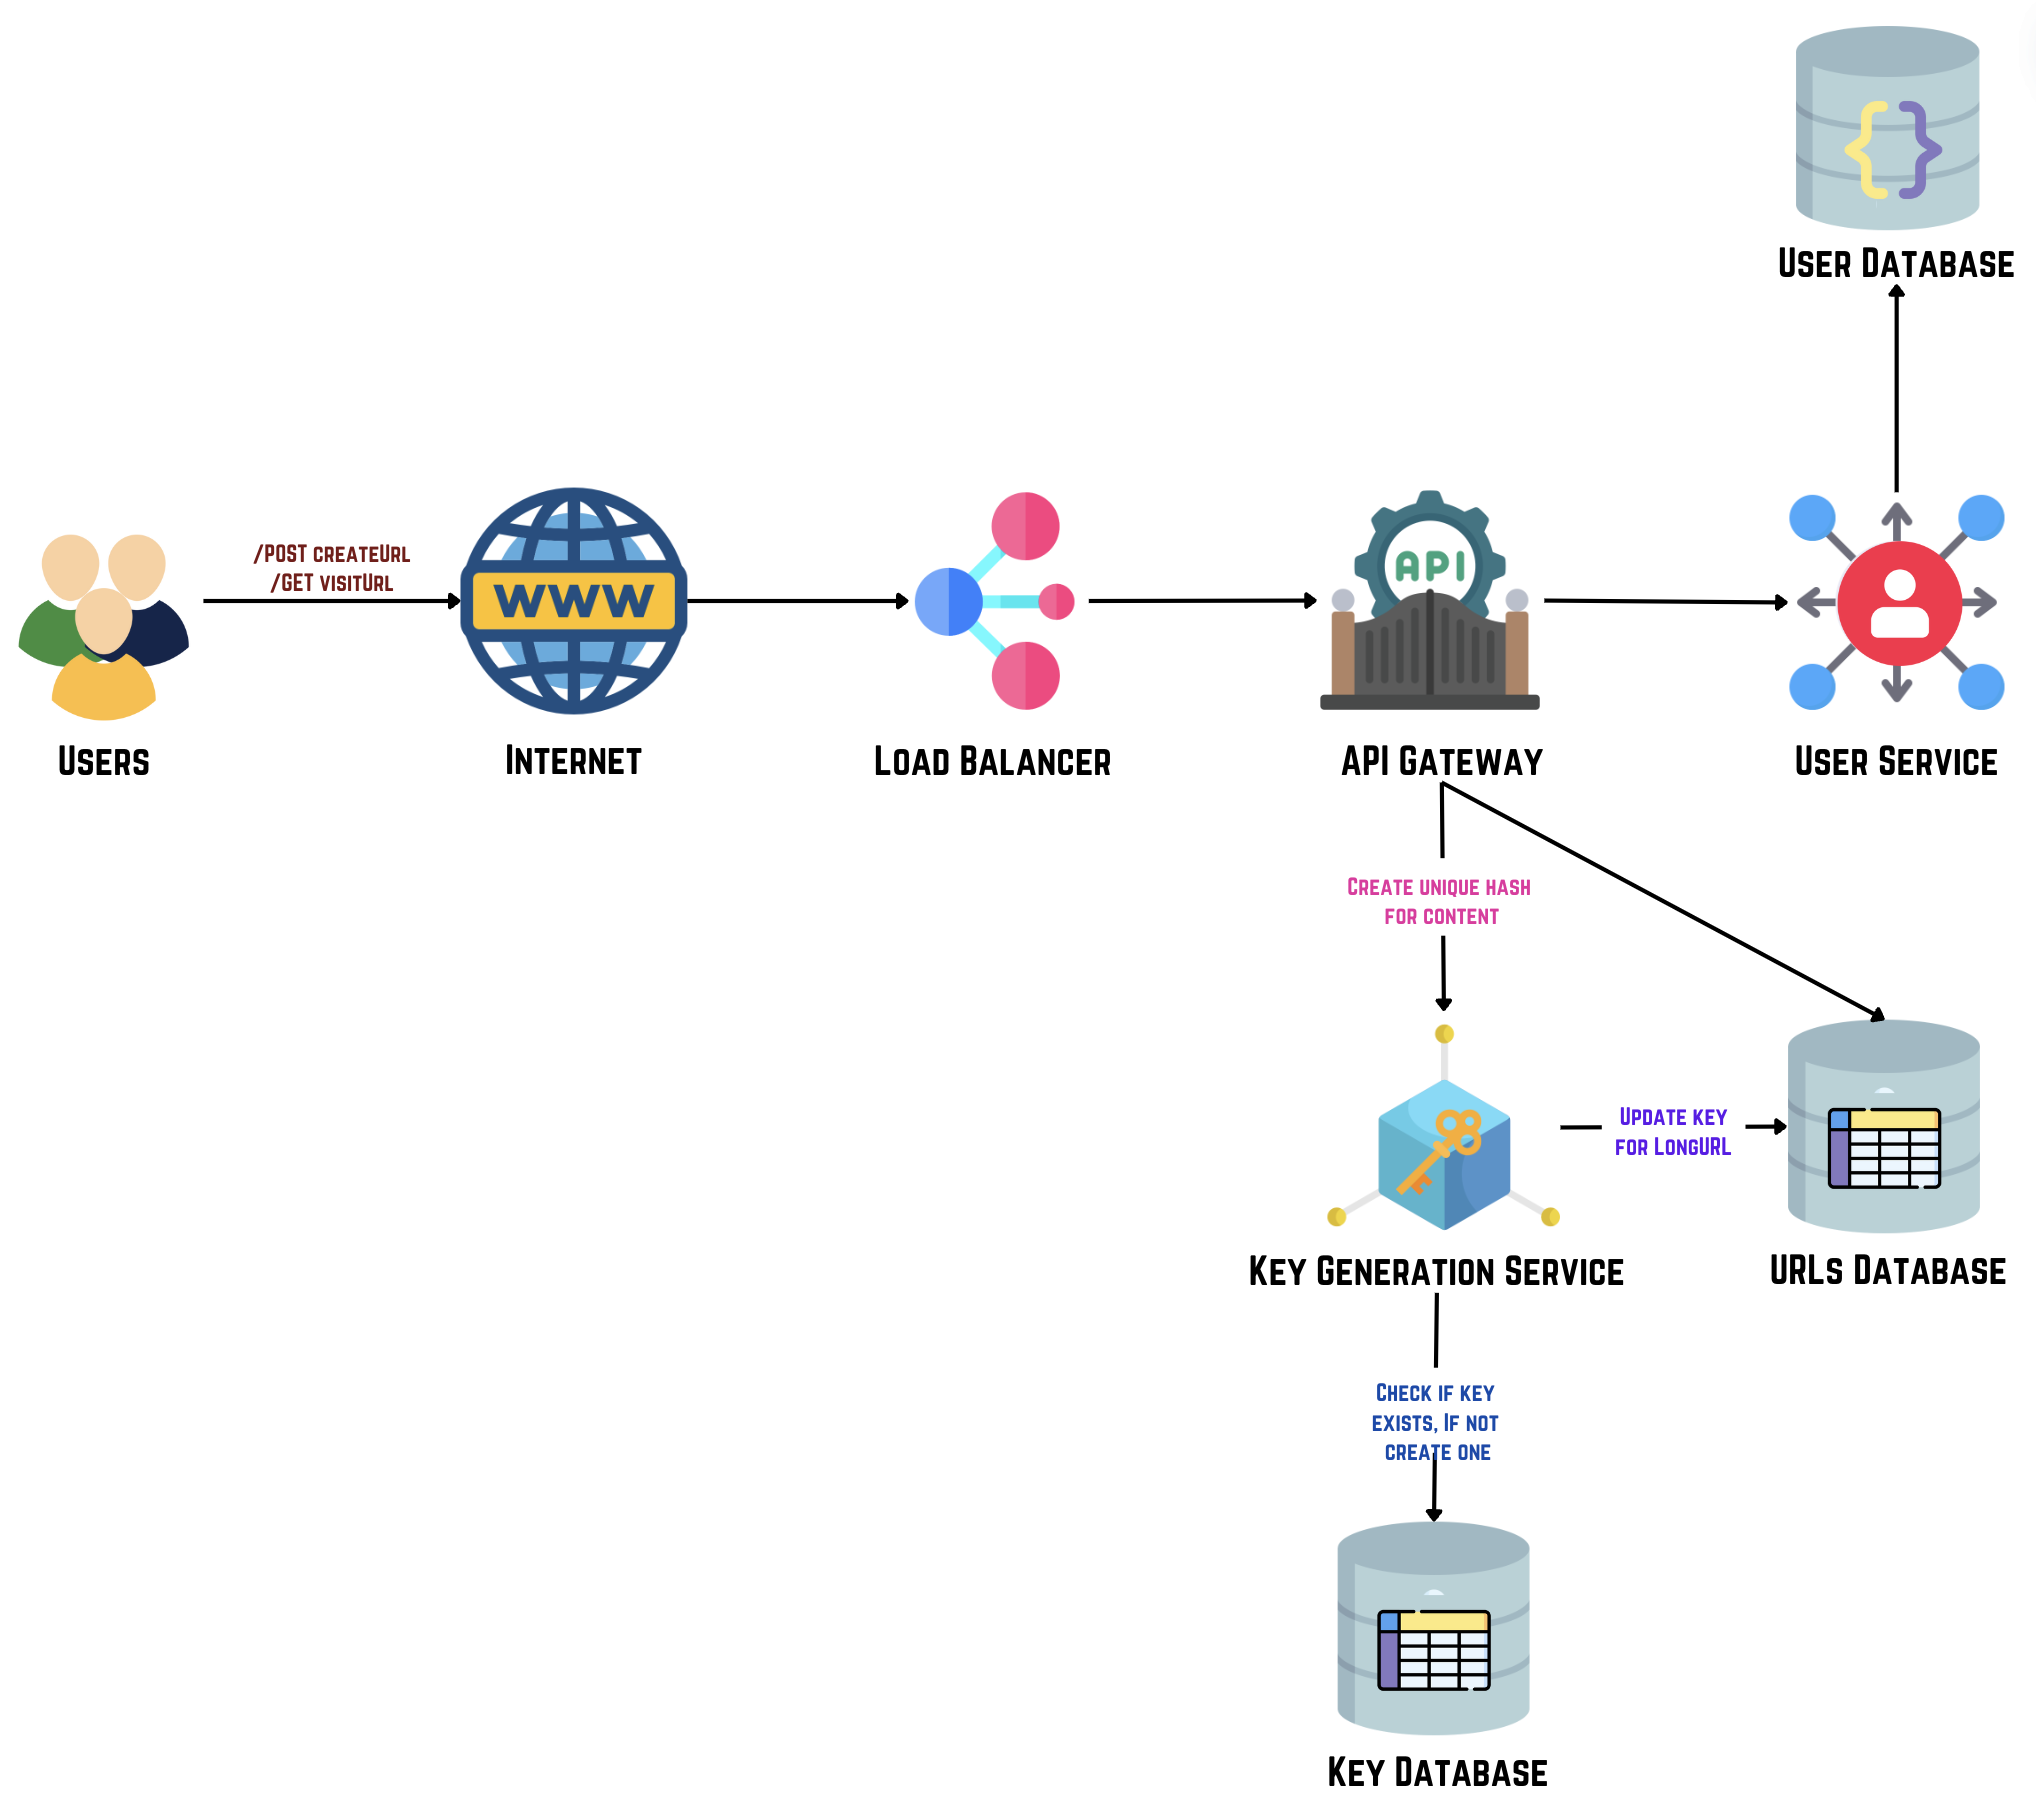 User Database
/POST createUrl
/GET visitUrl
WWW
API
Users
Internet
Load Balancer
API Gateway
User Service
Create unique hash
for content
Update key
for LongURL
Key Generation Service
URLs Database
Check if key
exists, If not
create one
Key Database